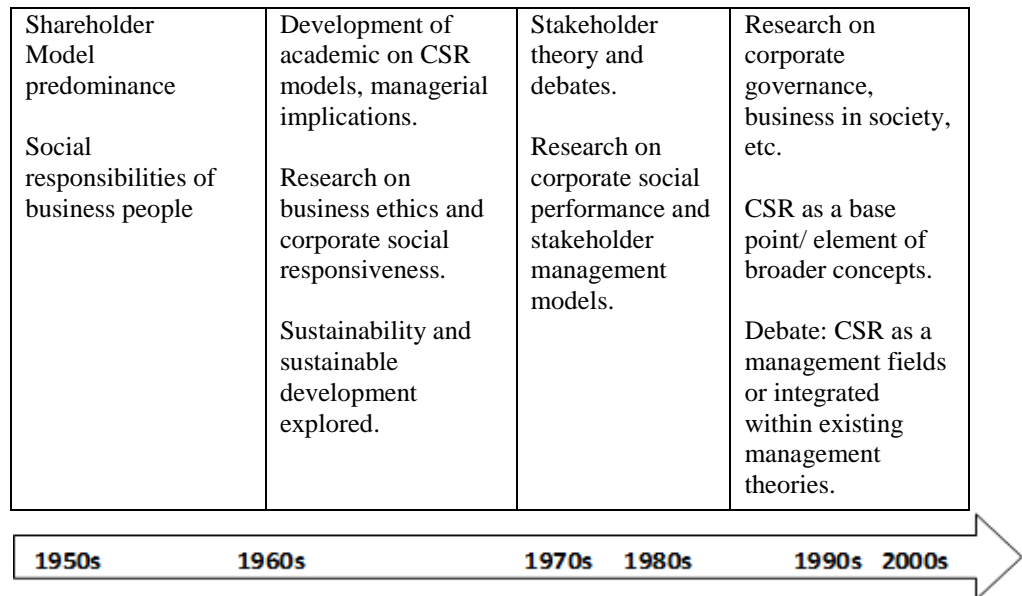 Shareholder
Model
predominance
Social
responsibilities of
business people
Development of
academic on CSR
models, managerial
implications.
Research on
business ethics and
corporate social
responsiveness.
Sustainability and
sustainable
development
explored.
Stakeholder
theory and
debates.
Research on
corporate social
performance and
stakeholder
management
models.
Research on
corporate
governance,
business in society,
etc.
CSR as a base
point/ element of
broader concepts.
Debate: CSR as a
management fields
or integrated
within existing
management
theories.
1950s 1960s 1970s 1980s 1990s 2000s